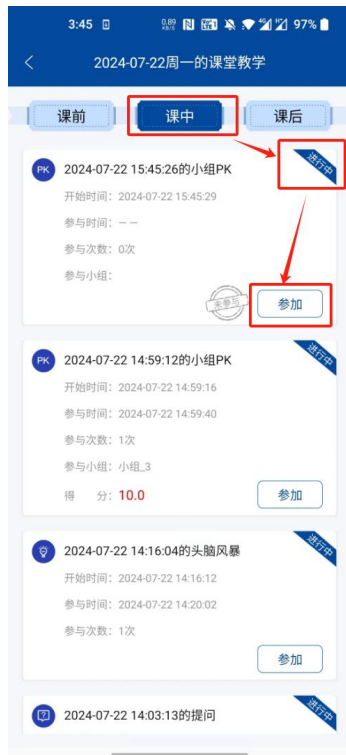 3:45 0.89 KB/S 97%
2024-07-22周一的课堂教学
课前 课中 课后
PK 2024-07-22 15:45:26的小组PK 进行中
开始时间：2024-07-22 15:45:29
参与时间：– –
参与次数：0次
参与小组：
未参与 参加
PK 2024-07-22 14:59:12的小组PK 进行中
开始时间：2024-07-22 14:59:16
参与时间：2024-07-22 14:59:40
参与次数：1次
参与小组：小组_3
得 分：10.0 参加
2024-07-22 14:16:04的头脑风暴 进行中
开始时间：2024-07-22 14:16:12
参与时间：2024-07-22 14:20:02
参与次数：1次
参加
2024-07-22 14:03:13的提问 进行中